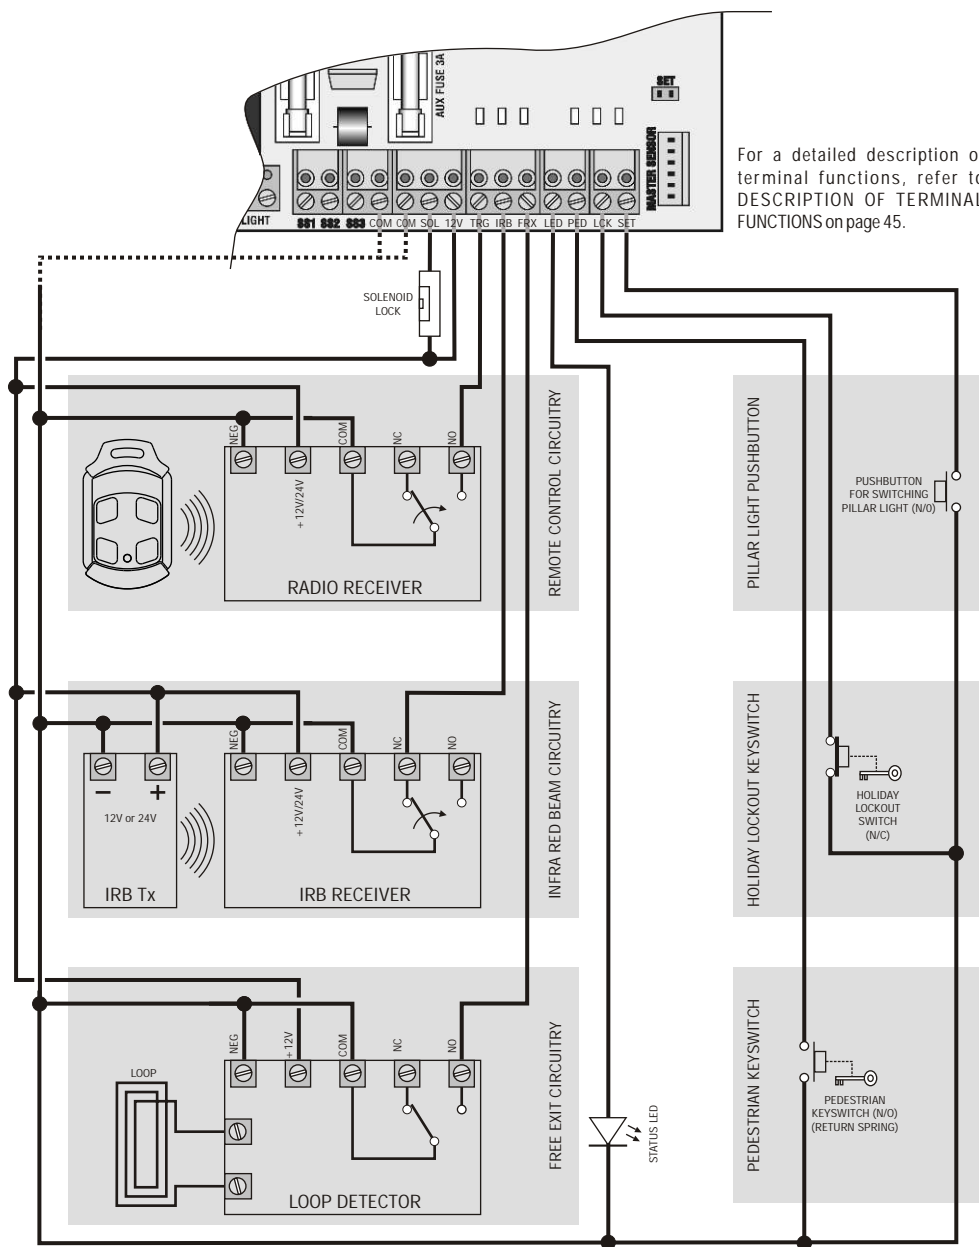 AUX FUSE 3A
SET
MASTER SENSOR
LIGHT
SS1 SS2 SS3 COM COM SOL 12V TRG IRB FRX LED PED LCK SET
For a detailed description o
terminal functions, refer to
DESCRIPTION OF TERMINAL
FUNCTIONS on page 45.
SOLENOID
LOCK
NEG
+12V/24V
COM
NC
NO
RADIO RECEIVER
REMOTE CONTROL CIRCUITRY
PILLAR LIGHT PUSHBUTTON
PUSHBUTTON
FOR SWITCHING
PILLAR LIGHT (N/O)
12V or 24V
IRB Tx
NEG
+12V/24V
COM
NC
NO
IRB RECEIVER
INFRA RED BEAM CIRCUITRY
HOLIDAY LOCKOUT KEYSWITCH
HOLIDAY
LOCKOUT
SWITCH
(N/C)
LOOP
NEG
+12V
COM
NC
NO
LOOP DETECTOR
FREE EXIT CIRCUITRY
STATUS LED
PEDESTRIAN KEYSWITCH
PEDESTRIAN
KEYSWITCH (N/O)
(RETURN SPRING)